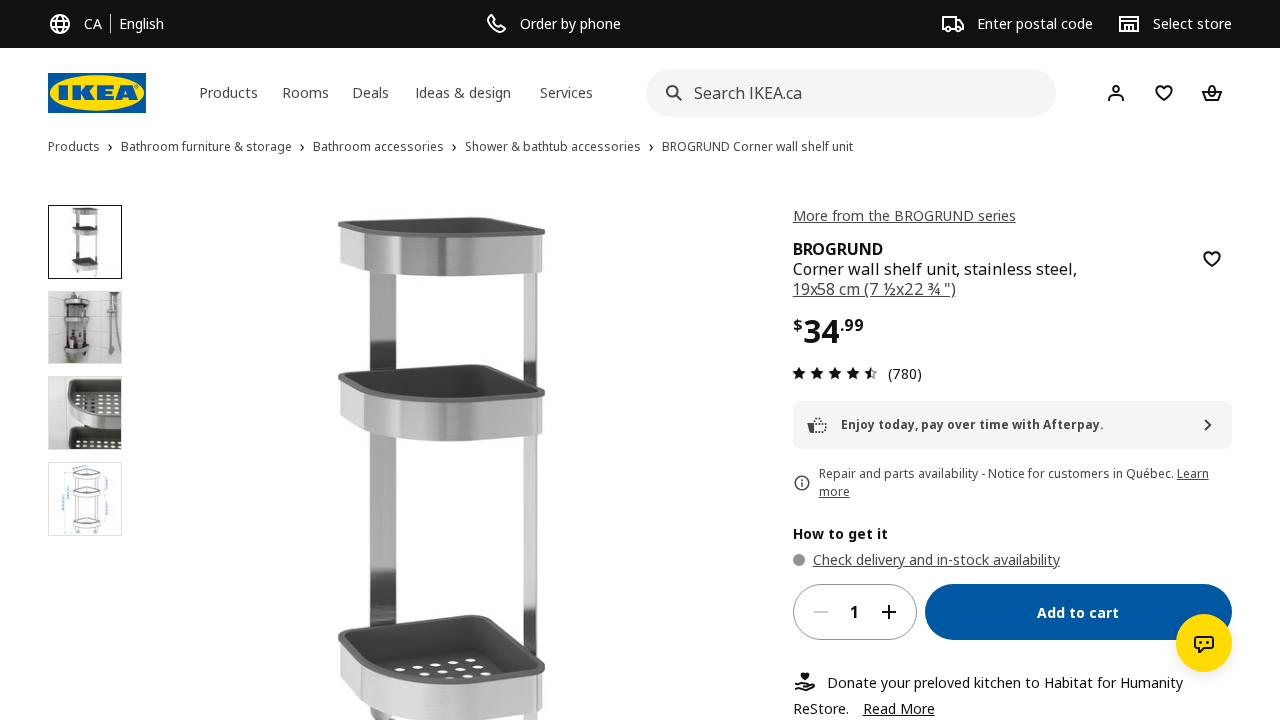 CA English
Order by phone
Enter postal code
Select store
IKEA
Products
Rooms
Deals
Ideas & design
Services
Search IKEA.ca
Products › Bathroom furniture & storage › Bathroom accessories › Shower & bathtub accessories › BROGRUND Corner wall shelf unit
More from the BROGRUND series
BROGRUND
Corner wall shelf unit, stainless steel,
19x58 cm (7 ½x22 ¾ ")
$34.99
(780)
Enjoy today, pay over time with Afterpay.
Repair and parts availability - Notice for customers in Québec. Learn
more
How to get it
Check delivery and in-stock availability
1
Add to cart
Donate your preloved kitchen to Habitat for Humanity
ReStore. Read More